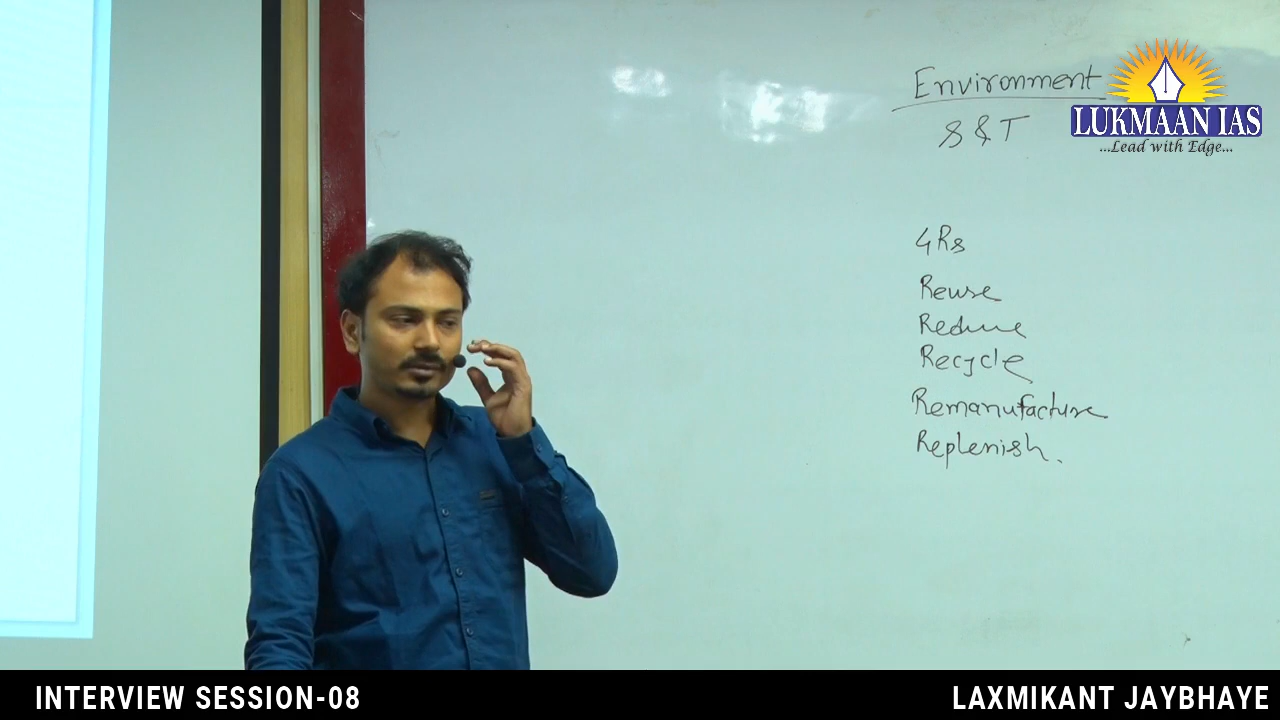 Environment
S & T
LUKMAAN IAS
...Lead with Edge...
4Rs
Reuse
Reduce
Recycle
Remanufacture
Replenish.
INTERVIEW SESSION-08
LAXMIKANT JAYBHAYE